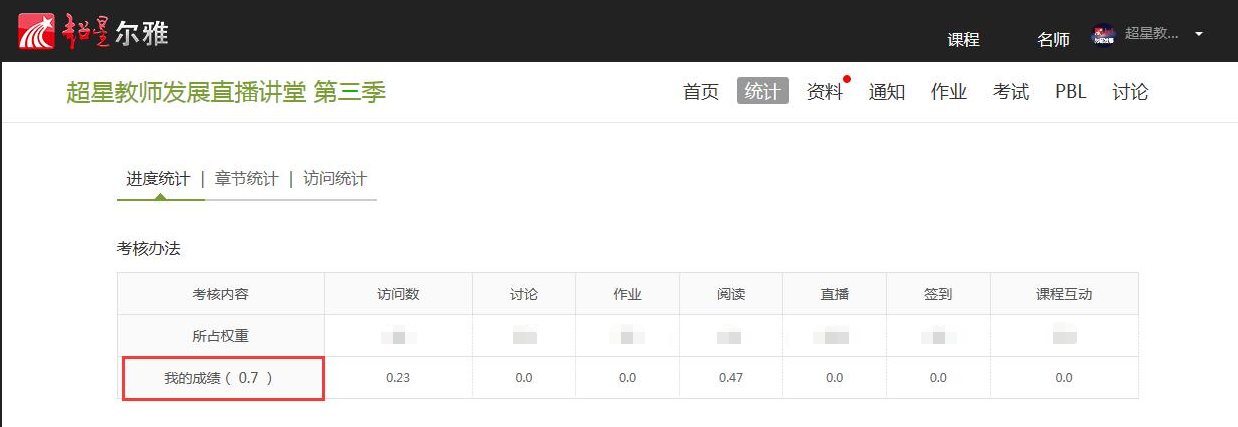 超星尔雅
课程 名师 超星教...
超星教师发展直播讲堂 第三季
首页 统计 资料 通知 作业 考试 PBL 讨论
进度统计 | 章节统计 | 访问统计
考核办法
考核内容 访问数 讨论 作业 阅读 直播 签到 课程互动
所占权重
我的成绩（ 0.7 ） 0.23 0.0 0.0 0.47 0.0 0.0 0.0